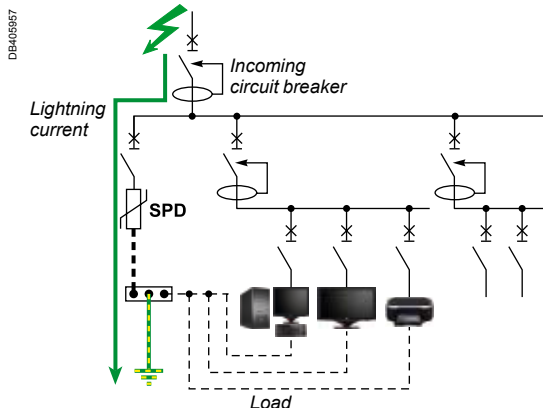 DB405957
Incoming
circuit breaker
Lightning
current
SPD
Load